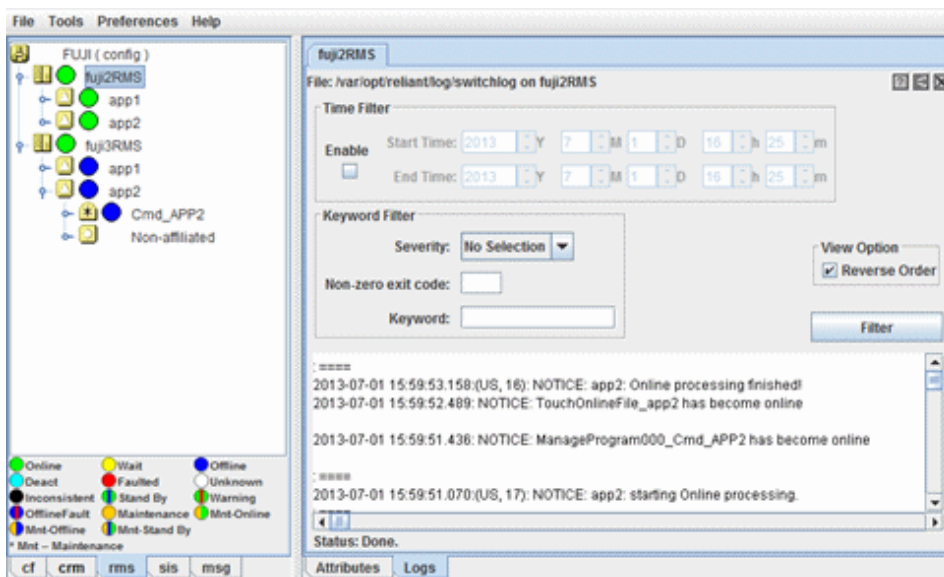 File Tools Preferences Help
FUJI ( config )
fuji2RMS
app1
app2
fuji3RMS
app1
app2
Cmd_APP2
Non-affiliated
Online Wait Offline
Deact Faulted Unknown
Inconsistent Stand By Warning
OfflineFault Maintenance Mnt-Online
Mnt-Offline Mnt-Stand By
* Mnt – Maintenance
cf crm rms sis msg
fuji2RMS
File: /var/opt/reliant/log/switchlog on fuji2RMS
Time Filter
Enable
Start Time: 2013 Y 7 M 1 D 16 h 25 m
End Time: 2013 Y 7 M 1 D 16 h 25 m
Keyword Filter
Severity: No Selection
Non-zero exit code:
Keyword:
View Option
Reverse Order
Filter
: ====
2013-07-01 15:59:53.158:(US, 16): NOTICE: app2: Online processing finished!
2013-07-01 15:59:52.489: NOTICE: TouchOnlineFile_app2 has become online
2013-07-01 15:59:51.436: NOTICE: ManageProgram000_Cmd_APP2 has become online
: ====
2013-07-01 15:59:51.070:(US, 17): NOTICE: app2: starting Online processing.
: ====
Status: Done.
Attributes Logs